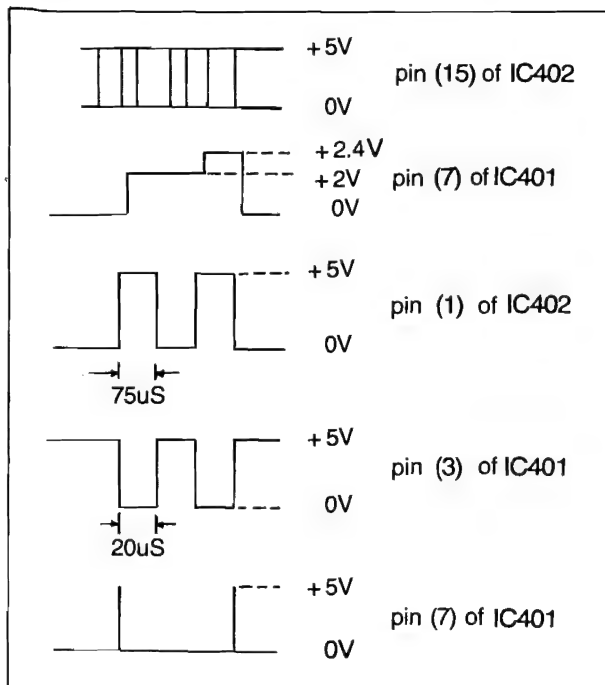 +5V
pin (15) of IC402
0V
+2.4V
+2V
pin (7) of IC401
0V
+5V
pin (1) of IC402
0V
75uS
+5V
pin (3) of IC401
0V
20uS
+5V
pin (7) of IC401
0V